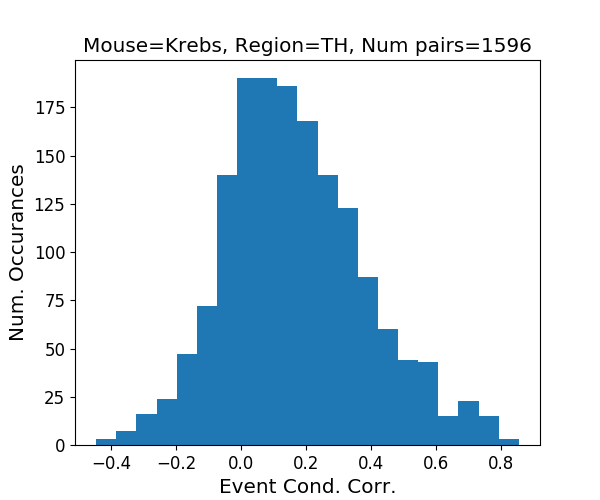 Mouse=Krebs, Region=TH, Num pairs=1596
Num. Occurances
175
150
125
100
75
50
25
0
−0.4 −0.2 0.0 0.2 0.4 0.6 0.8
Event Cond. Corr.